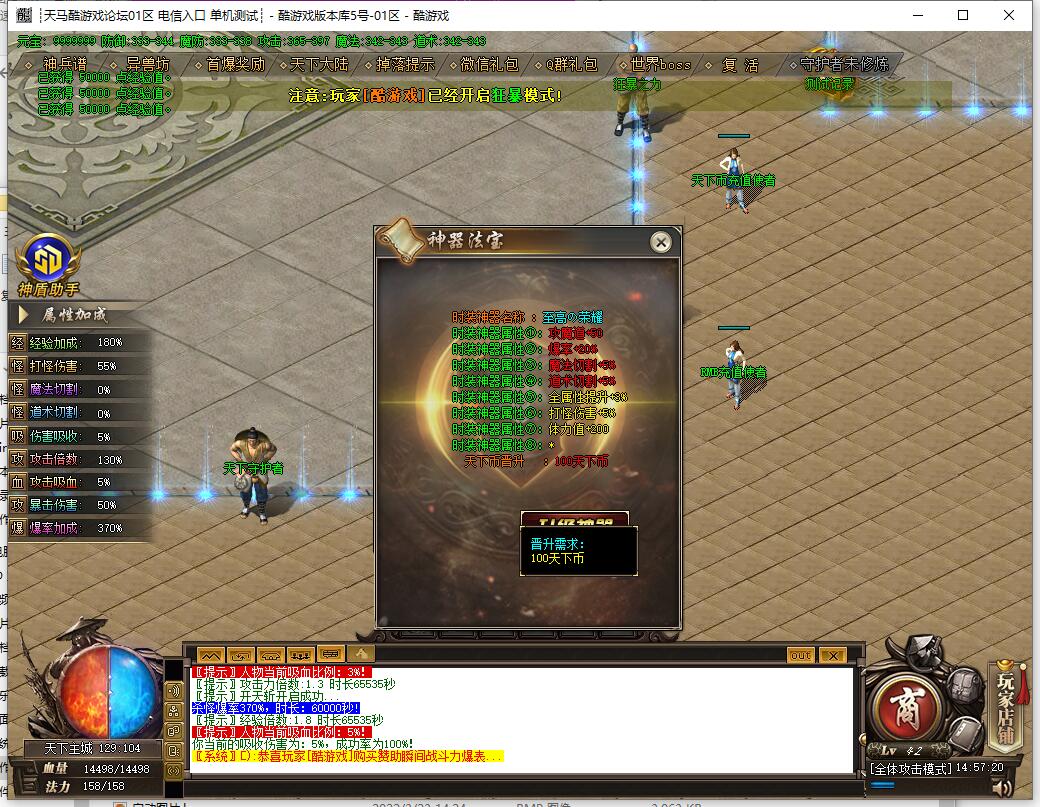 天马酷游戏论坛01区 电信入口 单机测试┆ - 酷游戏版本库5号-01区 - 酷游戏
元宝: 9999999 防御:333-344 魔防:333-338 攻击:365-397 魔法:342-343 道术:342-343
神兵谱 异兽坊 首爆奖励 天下大陆 掉落提示 微信礼包 Q群礼包 世界boss 复 活 守护者未修炼
已获得 50000 点经验值。
已获得 50000 点经验值。
已获得 50000 点经验值。
注意:玩家[酷游戏]已经开启狂暴模式!
狂暴之力
测试记录
天下币充值使者
神盾助手
属性加成
经 经验加成: 180%
怪 打怪伤害: 55%
怪 魔法切割: 0%
怪 道术切割: 0%
吸 伤害吸收: 5%
攻 攻击倍数: 130%
血 攻击吸血: 5%
攻 暴击伤害: 50%
爆 爆率加成: 370%
神器法宝
时装神器名称 : 至高の荣耀
时装神器属性①: 攻魔道+50
时装神器属性②: 爆率+20%
时装神器属性③: 魔法切割+5%
时装神器属性④: 道术切割+5%
时装神器属性⑤: 全属性提升+3%
时装神器属性⑥: 打怪伤害+5%
时装神器属性⑦: 体力值+200
时装神器属性⑧: *
天下币晋升 : 100天下币
晋升需求:
100天下币
RMB充值使者
天下守护者
out X
〖提示〗人物当前吸血比例: 3%!
〖提示〗攻击力倍数:1.3 时长65535秒
〖提示〗开天斩开启成功...
杀怪爆率370%，时长: 60000秒!
〖提示〗经验倍数:1.8 时长65535秒
〖提示〗人物当前吸血比例: 5%!
你当前的吸收伤害为: 5%，成功率为100%!
〖系统〗L):恭喜玩家[酷游戏]购买赞助瞬间战斗力爆表...
天下主城 129:104
血量 14498/14498
法力 158/158
商
玩家店铺
Lv 42
[全体攻击模式] 14:57:20